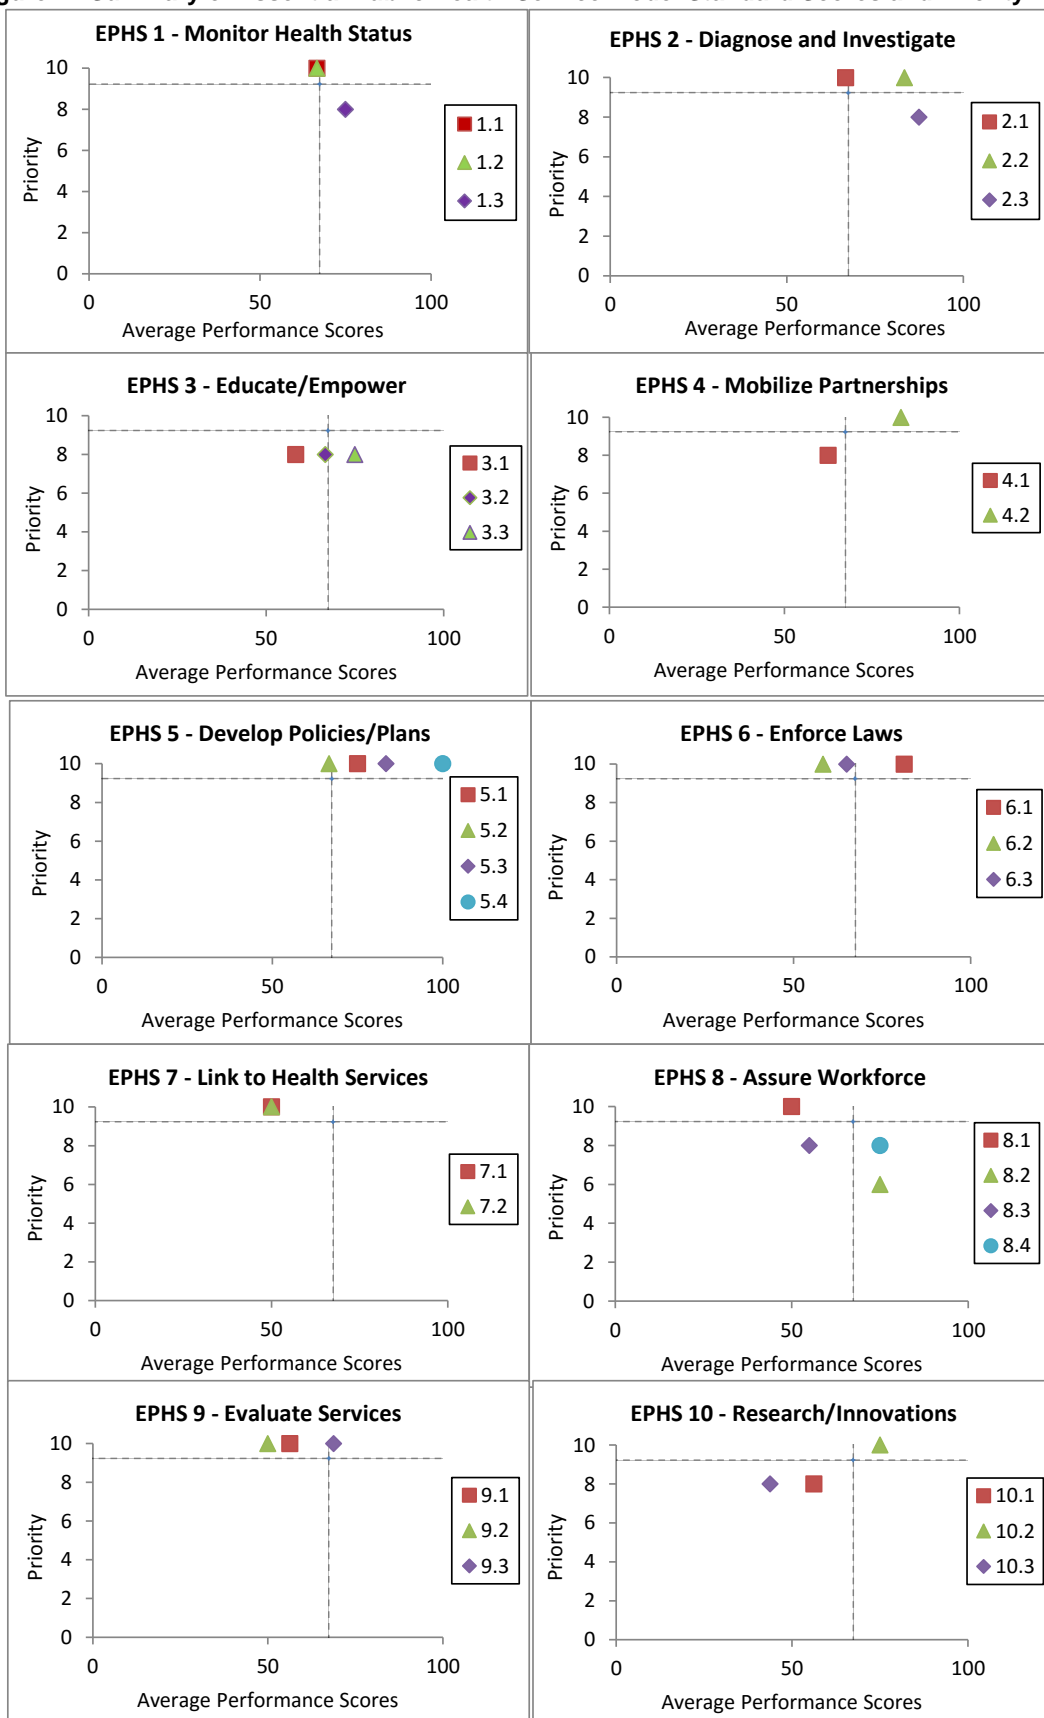 Summary of Essential Public Health Service Model Standard Scores and Priority
EPHS 1 - Monitor Health Status
10
8
6
4
2
0
Priority
0 50 100
Average Performance Scores
1.1
1.2
1.3
EPHS 2 - Diagnose and Investigate
10
8
6
4
2
0
Priority
0 50 100
Average Performance Scores
2.1
2.2
2.3
EPHS 3 - Educate/Empower
10
8
6
4
2
0
Priority
0 50 100
Average Performance Scores
3.1
3.2
3.3
EPHS 4 - Mobilize Partnerships
10
8
6
4
2
0
Priority
0 50 100
Average Performance Scores
4.1
4.2
EPHS 5 - Develop Policies/Plans
10
8
6
4
2
0
Priority
0 50 100
Average Performance Scores
5.1
5.2
5.3
5.4
EPHS 6 - Enforce Laws
10
8
6
4
2
0
Priority
0 50 100
Average Performance Scores
6.1
6.2
6.3
EPHS 7 - Link to Health Services
10
8
6
4
2
0
Priority
0 50 100
Average Performance Scores
7.1
7.2
EPHS 8 - Assure Workforce
10
8
6
4
2
0
Priority
0 50 100
Average Performance Scores
8.1
8.2
8.3
8.4
EPHS 9 - Evaluate Services
10
8
6
4
2
0
Priority
0 50 100
Average Performance Scores
9.1
9.2
9.3
EPHS 10 - Research/Innovations
10
8
6
4
2
0
Priority
0 50 100
Average Performance Scores
10.1
10.2
10.3